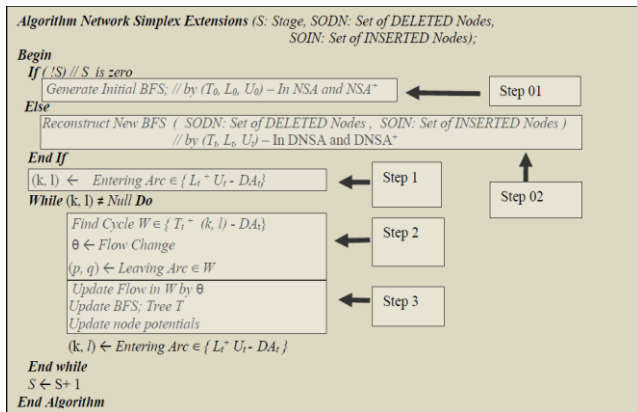 Algorithm Network Simplex Extensions (S: Stage, SODN: Set of DELETED Nodes,
SOIN: Set of INSERTED Nodes);
Begin
If ( !S) // S is zero
Generate Initial BFS; // by (T₀, L₀, U₀) – In NSA and NSA⁺
Step 01
Else
Reconstruct New BFS ( SODN: Set of DELETED Nodes , SOIN: Set of INSERTED Nodes )
// by (Tₜ, Lₜ, Uₜ) – In DNSA and DNSA⁺
End If
Step 02
(k, l) ← Entering Arc ∈ { Lₜ⁺ Uₜ - DAₜ}
Step 1
While (k, l) ≠ Null Do
Find Cycle W ∈ { Tₜ⁺ (k, l) - DAₜ}
θ ← Flow Change
(p, q) ← Leaving Arc ∈ W
Step 2
Update Flow in W by θ
Update BFS; Tree T
Update node potentials
Step 3
(k, l) ← Entering Arc ∈ { Lₜ⁺ Uₜ - DAₜ }
End while
S ← S+ 1
End Algorithm